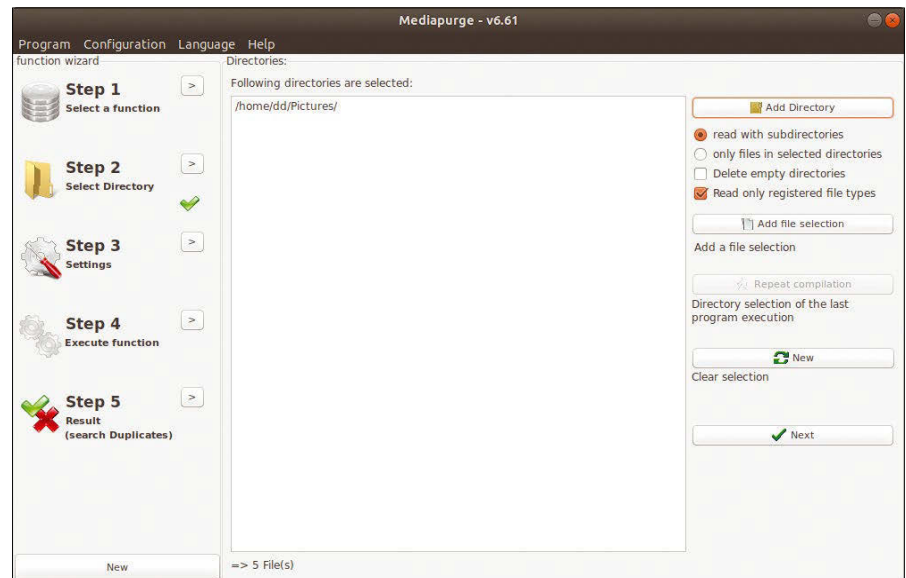 Mediapurge - v6.61
Program Configuration Language Help
function wizard
Step 1
>
Select a function
Step 2
>
Select Directory
Step 3
>
Settings
Step 4
>
Execute function
Step 5
>
Result
(search Duplicates)
New
Directories:
Following directories are selected:
/home/dd/Pictures/
=> 5 File(s)
Add Directory
read with subdirectories
only files in selected directories
Delete empty directories
Read only registered file types
Add file selection
Add a file selection
Repeat compilation
Directory selection of the last
program execution
New
Clear selection
Next